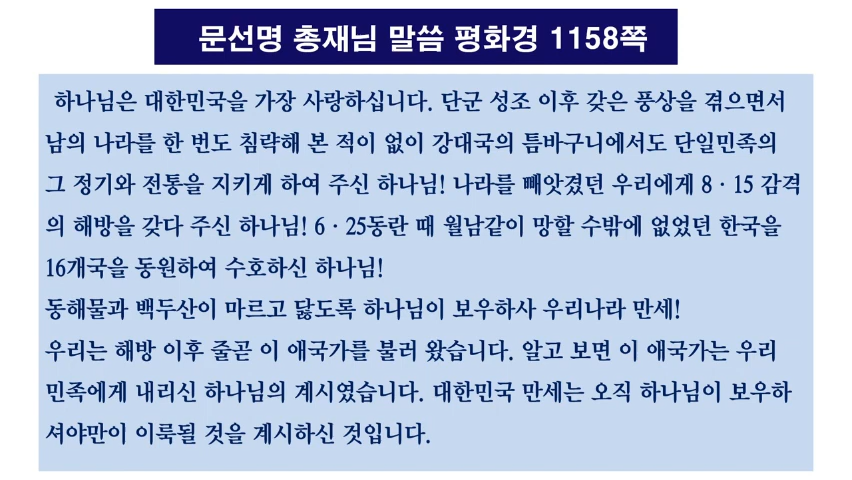 문선명 총재님 말씀 평화경 1158쪽
하나님은 대한민국을 가장 사랑하십니다. 단군 성조 이후 갖은 풍상을 겪으면서
남의 나라를 한 번도 침략해 본 적이 없이 강대국의 틈바구니에서도 단일민족의
그 정기와 전통을 지키게 하여 주신 하나님! 나라를 빼앗겼던 우리에게 8·15 감격
의 해방을 갖다 주신 하나님! 6·25동란 때 월남같이 망할 수밖에 없었던 한국을
16개국을 동원하여 수호하신 하나님!
동해물과 백두산이 마르고 닳도록 하나님이 보우하사 우리나라 만세!
우리는 해방 이후 줄곧 이 애국가를 불러 왔습니다. 알고 보면 이 애국가는 우리
민족에게 내리신 하나님의 계시였습니다. 대한민국 만세는 오직 하나님이 보우하
셔야만이 이룩될 것을 계시하신 것입니다.